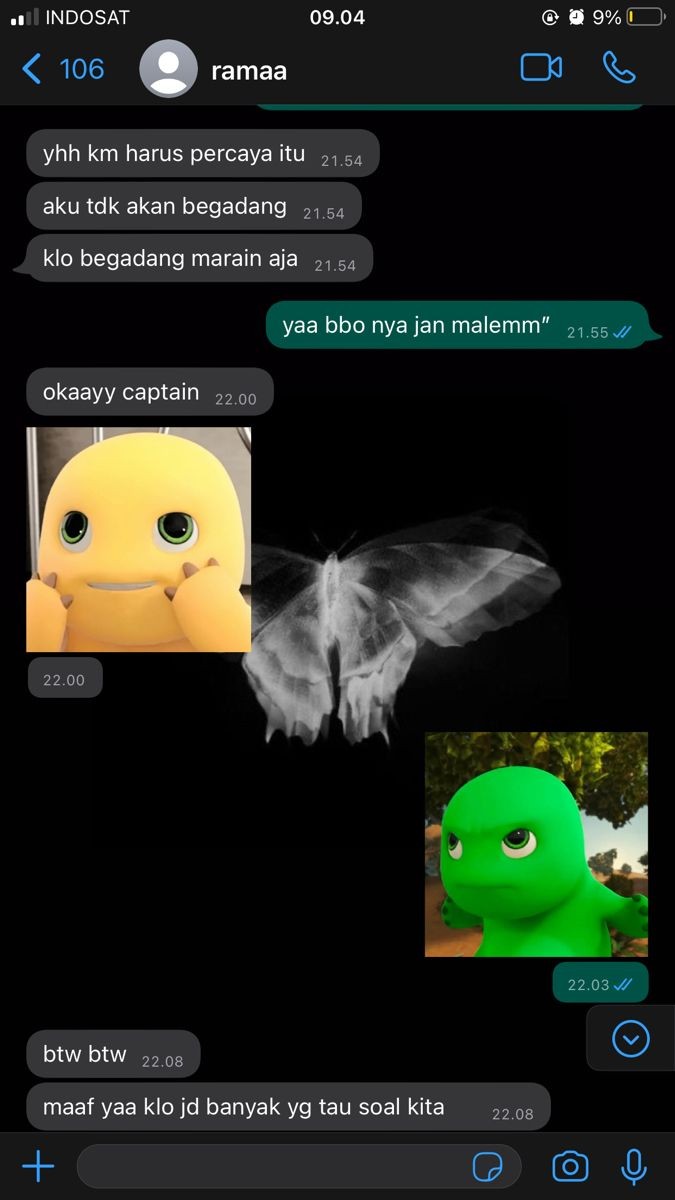 INDOSAT 09.04 9%
106 ramaa
yhh km harus percaya itu 21.54
aku tdk akan begadang 21.54
klo begadang marain aja 21.54
yaa bbo nya jan malemm” 21.55
okaayy captain 22.00
22.00
22.03
btw btw 22.08
maaf yaa klo jd banyak yg tau soal kita 22.08